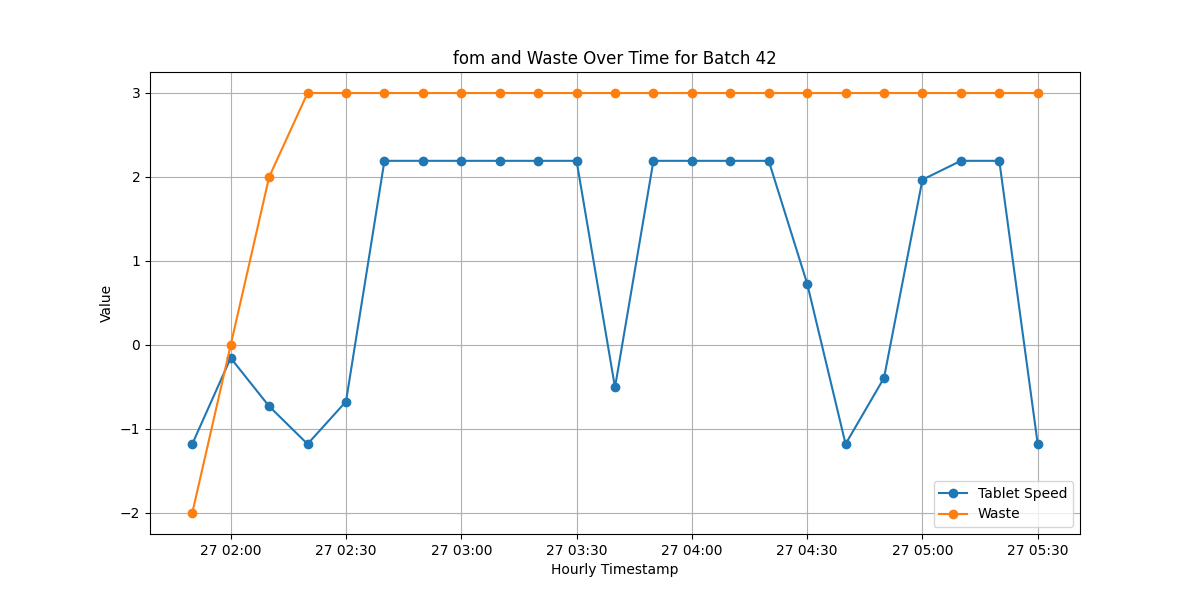 fom and Waste Over Time for Batch 42
Value
3
2
1
0
−1
−2
27 02:00 27 02:30 27 03:00 27 03:30 27 04:00 27 04:30 27 05:00 27 05:30
Hourly Timestamp
Tablet Speed
Waste